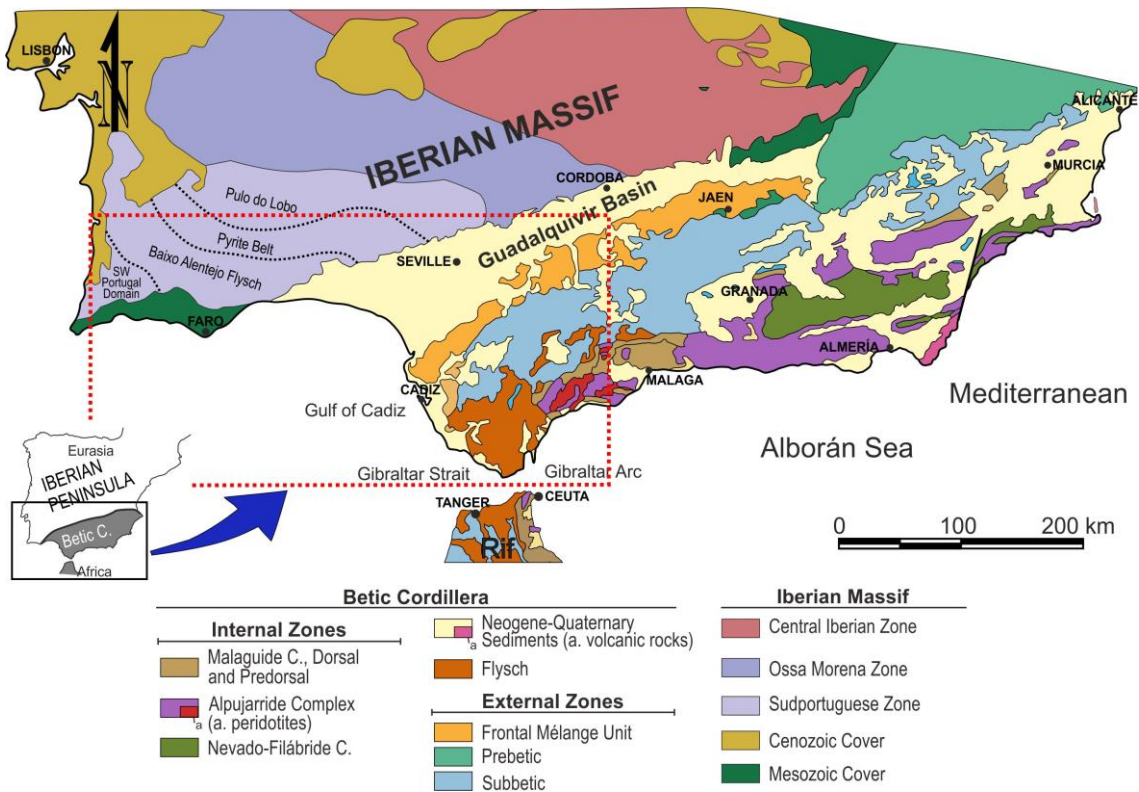 LISBON
N
IBERIAN MASSIF
ALICANTE
MURCIA
CORDOBA
JAEN
Pulo do Lobo
Guadalquivir Basin
Pyrite Belt
SEVILLE
Baixo Alentejo Flysch
SW
Portugal
Domain
GRANADA
FARO
ALMERÍA
MALAGA
CADIZ
Mediterranean
Gulf of Cadiz
Alborán Sea
Eurasia
IBERIAN
PENINSULA
Gibraltar Strait
Gibraltar Arc
TANGER
CEUTA
Betic C.
Africa
Rif
0
100
200 km
Betic Cordillera
Internal Zones
Malaguide C., Dorsal
and Predorsal
a
Alpujarride Complex
(a. peridotites)
Nevado-Filábride C.
a
Neogene-Quaternary
Sediments (a. volcanic rocks)
Flysch
External Zones
Frontal Mélange Unit
Prebetic
Subbetic
Iberian Massif
Central Iberian Zone
Ossa Morena Zone
Sudportuguese Zone
Cenozoic Cover
Mesozoic Cover